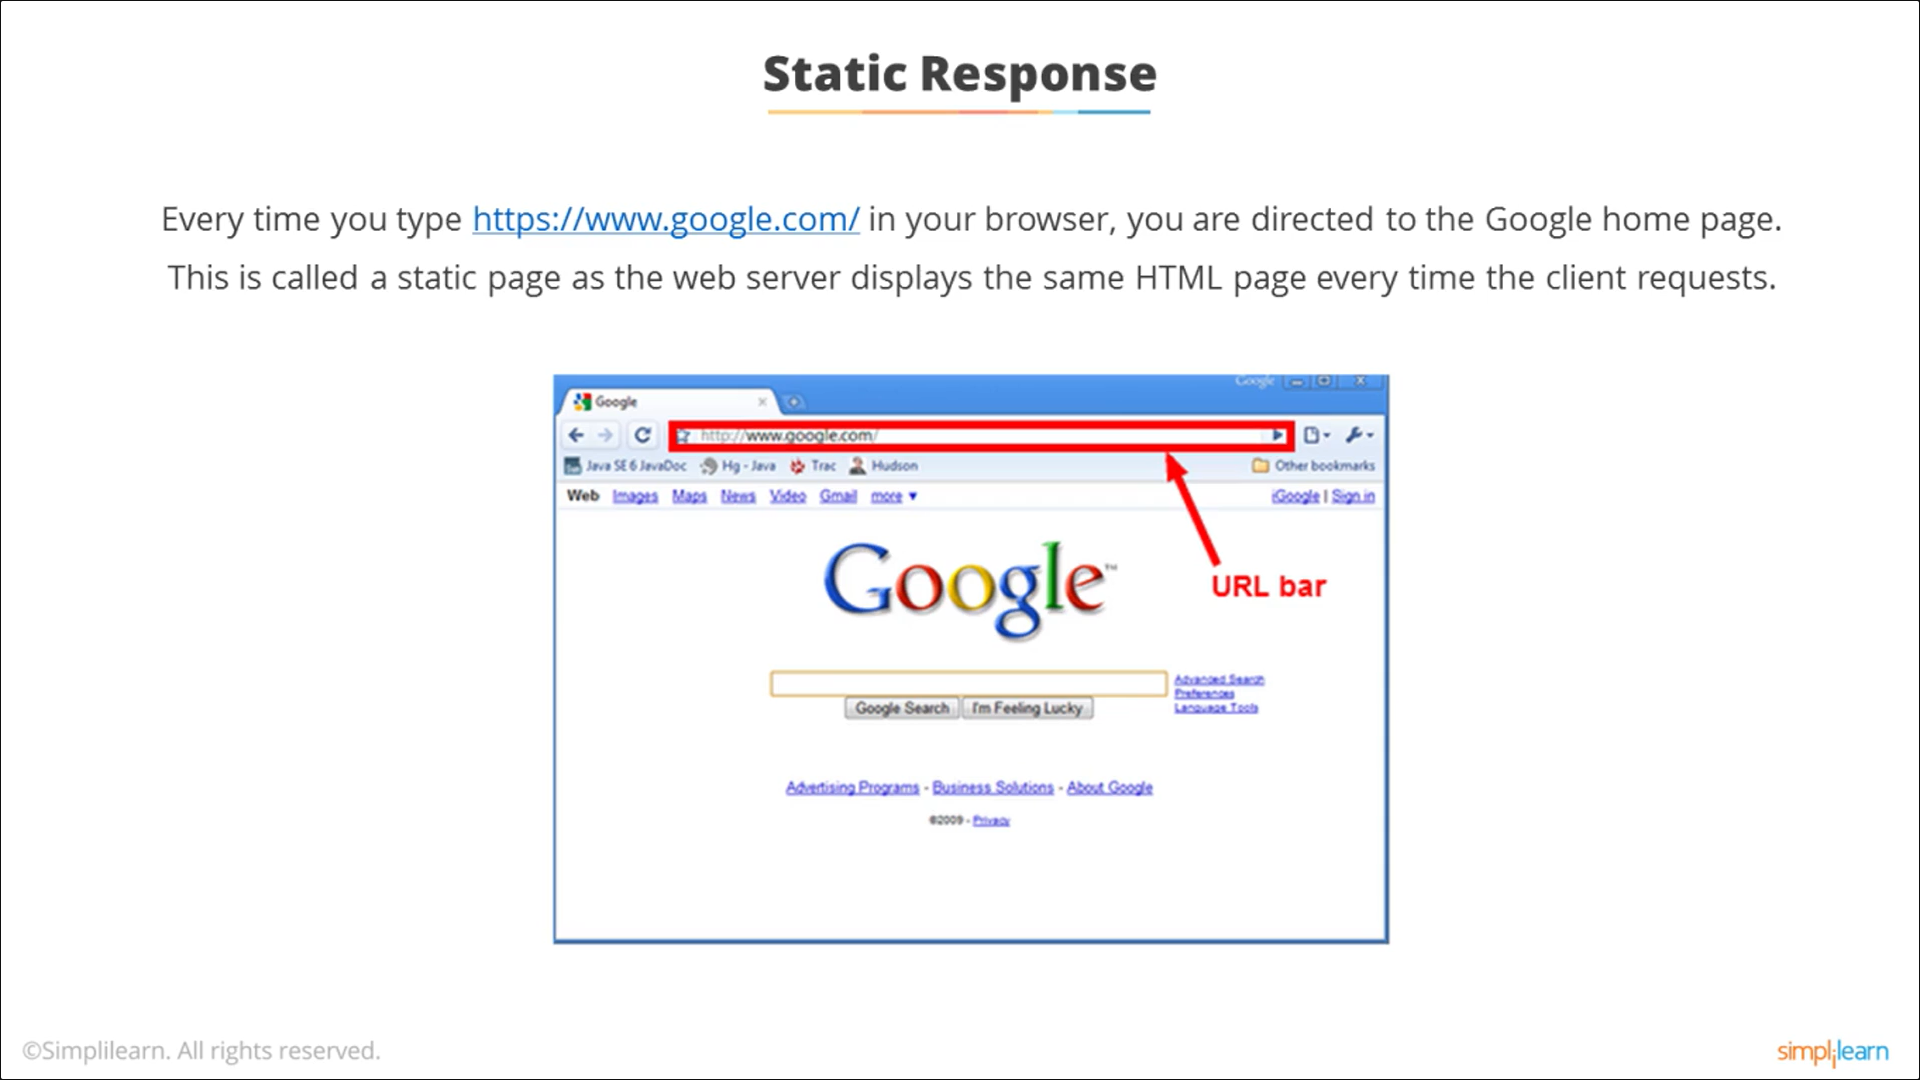 Static Response
Every time you type https://www.google.com/ in your browser, you are directed to the Google home page.
This is called a static page as the web server displays the same HTML page every time the client requests.
Google
Google
http://www.google.com/
Java SE 6 JavaDoc Hg - Java Trac Hudson Other bookmarks
Web Images Maps News Video Gmail more ▼ iGoogle | Sign in
Google™
URL bar
Advanced Search
Preferences
Language Tools
Google Search I'm Feeling Lucky
Advertising Programs - Business Solutions - About Google
©2009 - Privacy
©Simplilearn. All rights reserved.
simplilearn